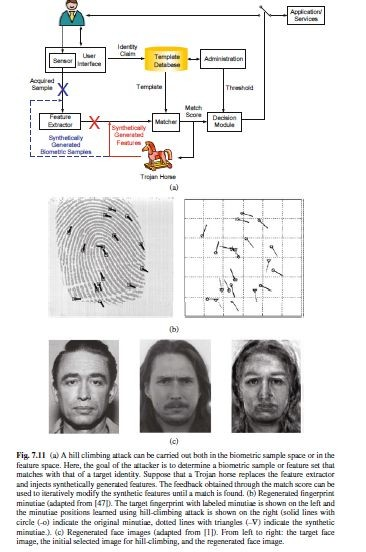 Application/
Services
Sensor
User
Interface
Identity
Claim
Template
Database
Administration
Acquired
Sample
Template
Threshold
Match
Score
Feature
Extractor
Matcher
Decision
Module
Synthetically
Generated
Biometric Samples
Synthetically
Generated
Features
Trojan Horse
(a)
(b)
(c)
Fig. 7.11 (a) A hill climbing attack can be carried out both in the biometric sample space or in the
feature space. Here, the goal of the attacker is to determine a biometric sample or feature set that
matches with that of a target identity. Suppose that a Trojan horse replaces the feature extractor
and injects synthetically generated features. The feedback obtained through the match score can be
used to iteratively modify the synthetic features until a match is found. (b) Regenerated fingerprint
minutiae (adapted from [47]). The target fingerprint with labeled minutiae is shown on the left and
the minutiae positions learned using hill-climbing attack is shown on the right (solid lines with
circle (-o) indicate the original minutiae, dotted lines with triangles (–∇) indicate the synthetic
minutiae.). (c) Regenerated face images (adapted from [1]). From left to right: the target face
image, the initial selected image for hill-climbing, and the regenerated face image.